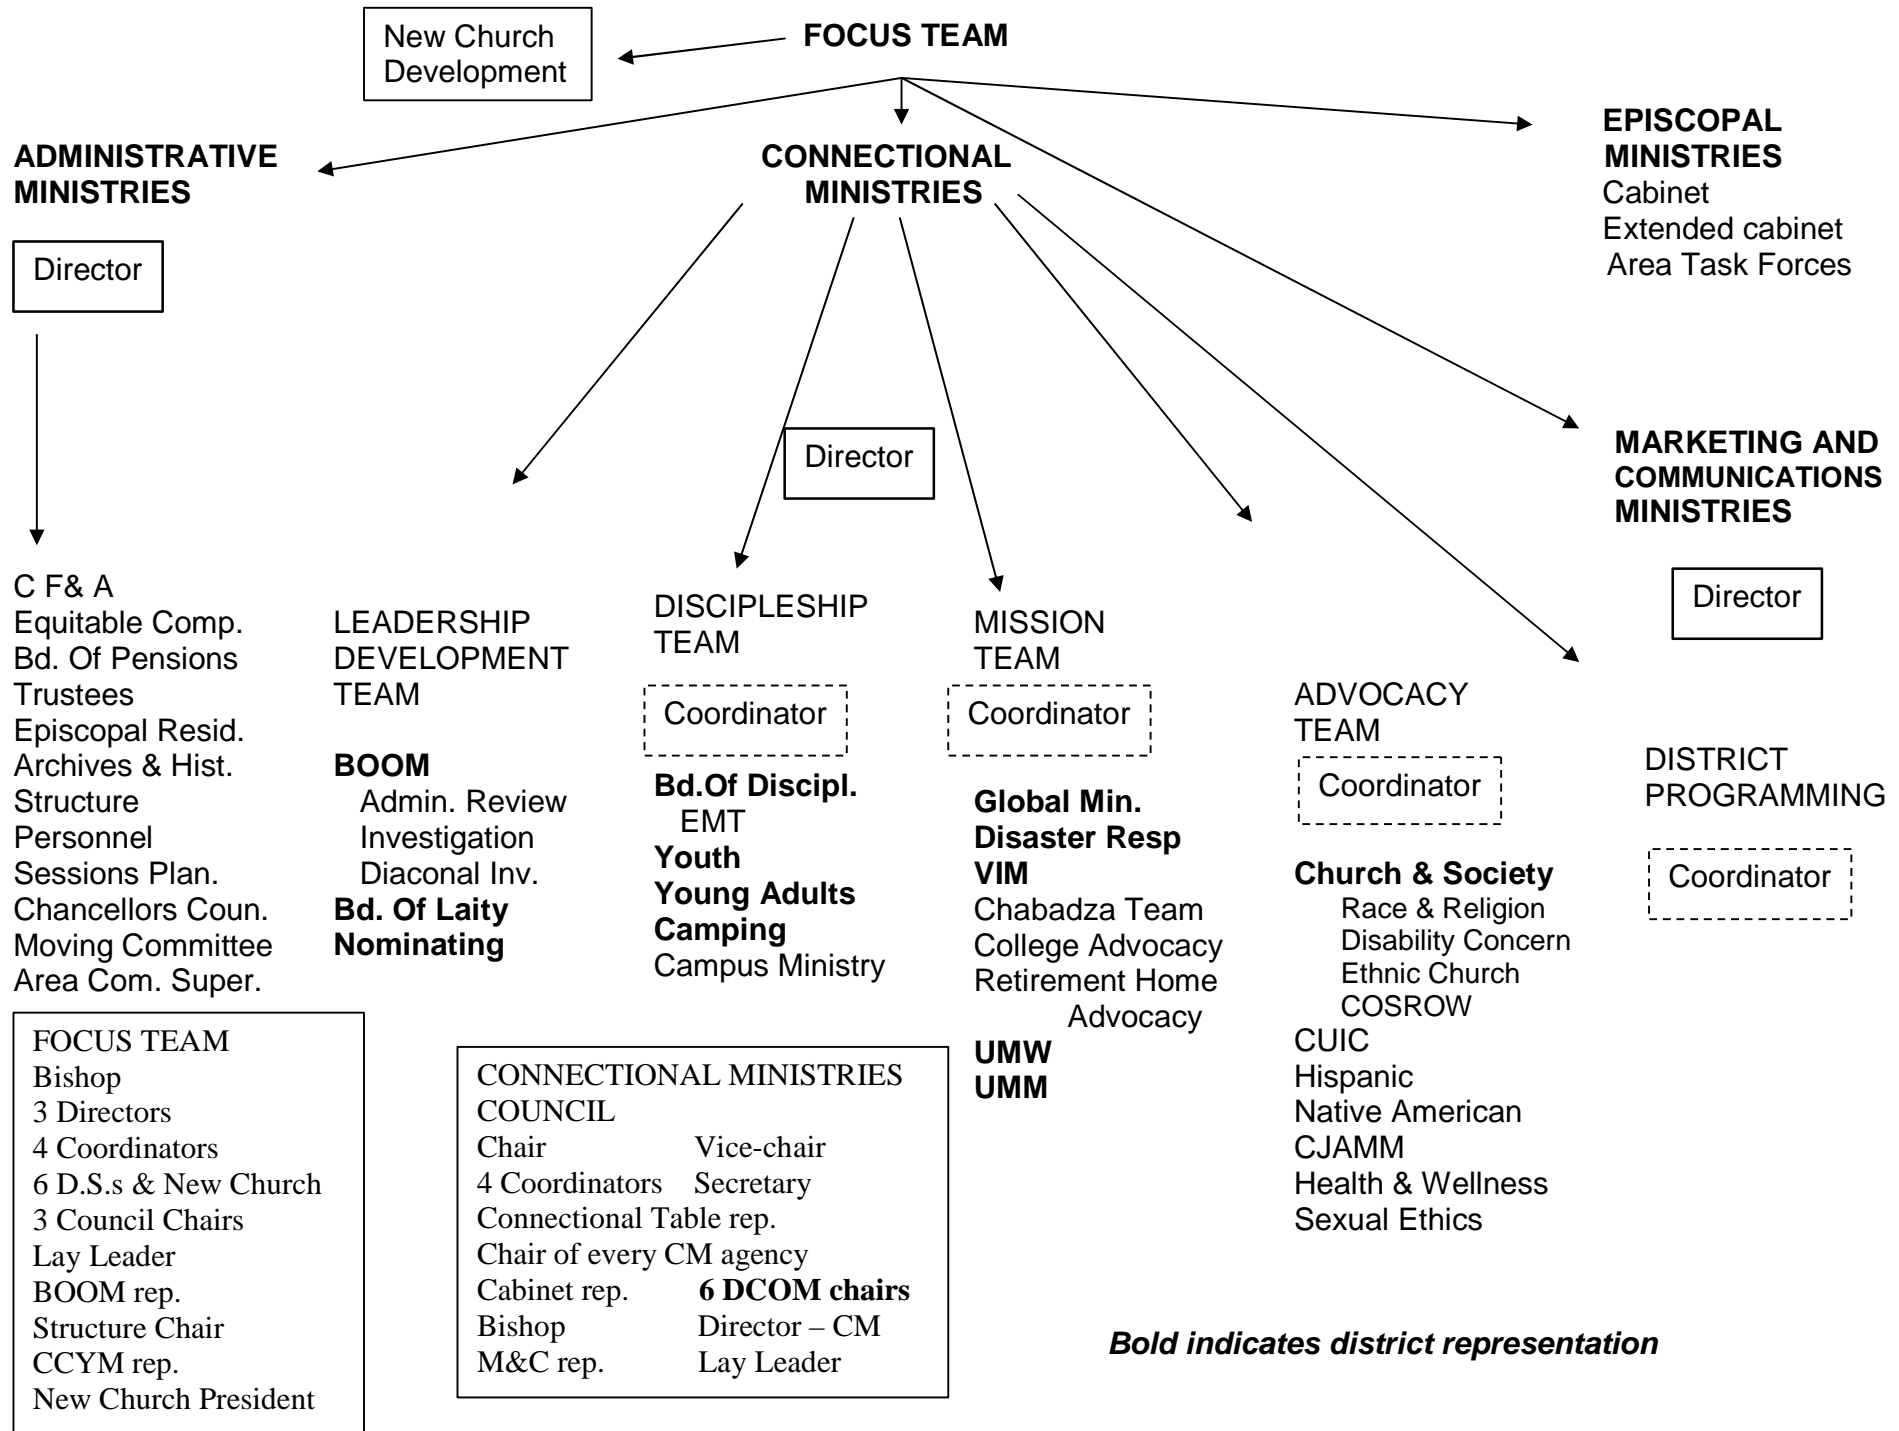 New Church
Development
FOCUS TEAM
ADMINISTRATIVE
MINISTRIES
Director
CONNECTIONAL
MINISTRIES
EPISCOPAL
MINISTRIES
Cabinet
Extended cabinet
Area Task Forces
Director
MARKETING AND
COMMUNICATIONS
MINISTRIES
Director
C F& A
Equitable Comp.
Bd. Of Pensions
Trustees
Episcopal Resid.
Archives & Hist.
Structure
Personnel
Sessions Plan.
Chancellors Coun.
Moving Committee
Area Com. Super.
LEADERSHIP
DEVELOPMENT
TEAM
BOOM
Admin. Review
Investigation
Diaconal Inv.
Bd. Of Laity
Nominating
DISCIPLESHIP
TEAM
Coordinator
Bd.Of Discipl.
EMT
Youth
Young Adults
Camping
Campus Ministry
MISSION
TEAM
Coordinator
Global Min.
Disaster Resp
VIM
Chabadza Team
College Advocacy
Retirement Home
Advocacy
UMW
UMM
ADVOCACY
TEAM
Coordinator
Church & Society
Race & Religion
Disability Concern
Ethnic Church
COSROW
CUIC
Hispanic
Native American
CJAMM
Health & Wellness
Sexual Ethics
DISTRICT
PROGRAMMING
Coordinator
FOCUS TEAM
Bishop
3 Directors
4 Coordinators
6 D.S.s & New Church
3 Council Chairs
Lay Leader
BOOM rep.
Structure Chair
CCYM rep.
New Church President
CONNECTIONAL MINISTRIES
COUNCIL
Chair Vice-chair
4 Coordinators Secretary
Connectional Table rep.
Chair of every CM agency
Cabinet rep. 6 DCOM chairs
Bishop Director – CM
M&C rep. Lay Leader
Bold indicates district representation